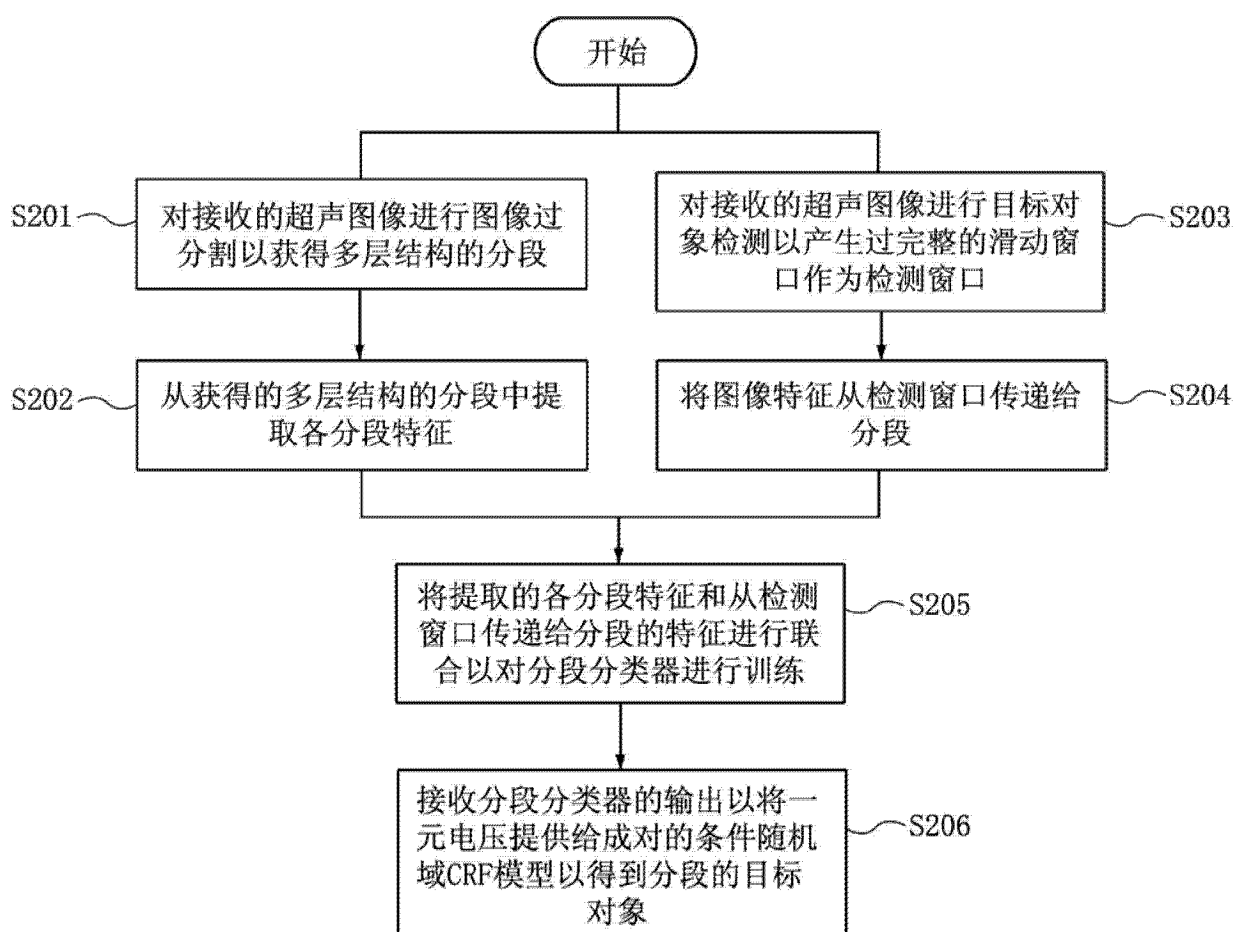 开始
S201
对接收的超声图像进行图像过
分割以获得多层结构的分段
对接收的超声图像进行目标对
象检测以产生过完整的滑动窗
口作为检测窗口
S203
S202
从获得的多层结构的分段中提
取各分段特征
将图像特征从检测窗口传递给
分段
S204
将提取的各分段特征和从检测
窗口传递给分段的特征进行联
合以对分段分类器进行训练
S205
接收分段分类器的输出以将一
元电压提供给成对的条件随机
域CRF模型以得到分段的目标
对象
S206